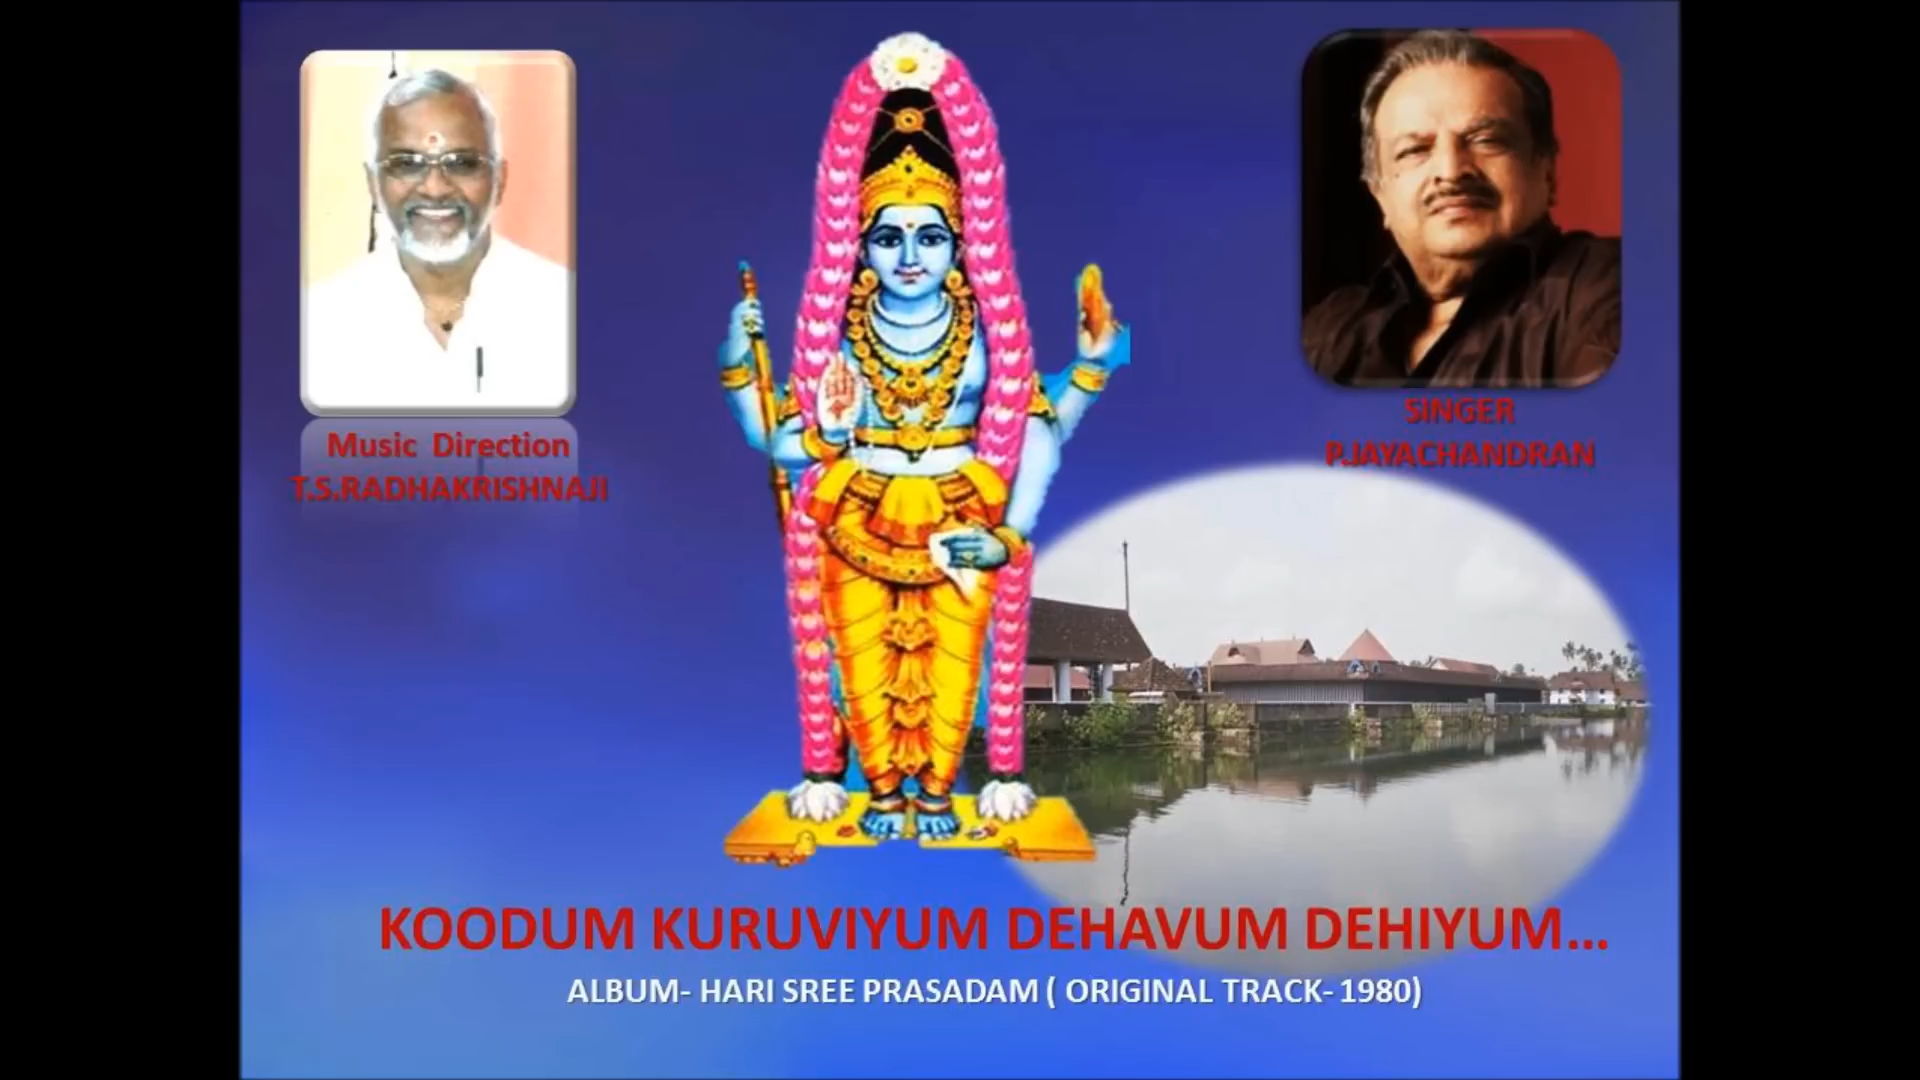 Music Direction
T.S.RADHAKRISHNAJI
SINGER
P.JAYACHANDRAN
KOODUM KURUVIYUM DEHAVUM DEHIYUM...
ALBUM- HARI SREE PRASADAM ( ORIGINAL TRACK- 1980)